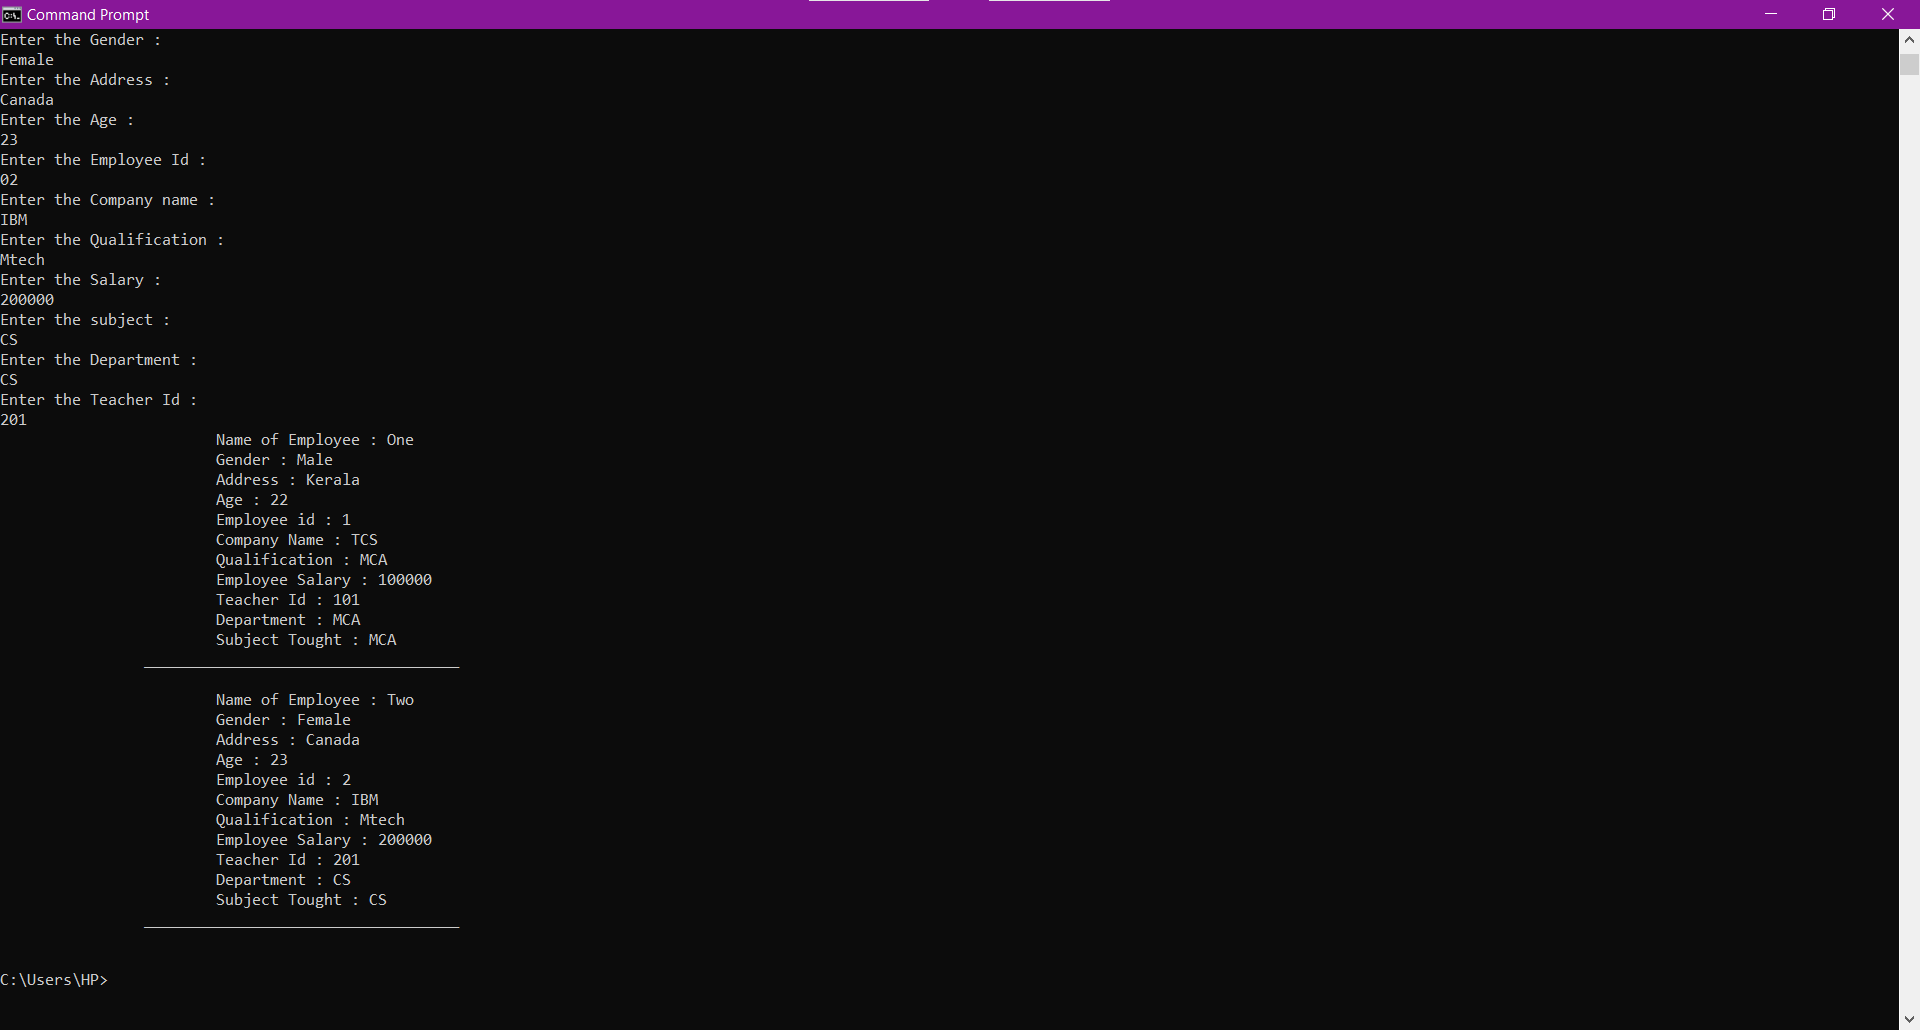 Command Prompt
Enter the Gender :
Female
Enter the Address :
Canada
Enter the Age :
23
Enter the Employee Id :
02
Enter the Company name :
IBM
Enter the Qualification :
Mtech
Enter the Salary :
200000
Enter the subject :
CS
Enter the Department :
CS
Enter the Teacher Id :
201
Name of Employee : One
Gender : Male
Address : Kerala
Age : 22
Employee id : 1
Company Name : TCS
Qualification : MCA
Employee Salary : 100000
Teacher Id : 101
Department : MCA
Subject Tought : MCA
___________________________________
Name of Employee : Two
Gender : Female
Address : Canada
Age : 23
Employee id : 2
Company Name : IBM
Qualification : Mtech
Employee Salary : 200000
Teacher Id : 201
Department : CS
Subject Tought : CS
___________________________________
C:\Users\HP>